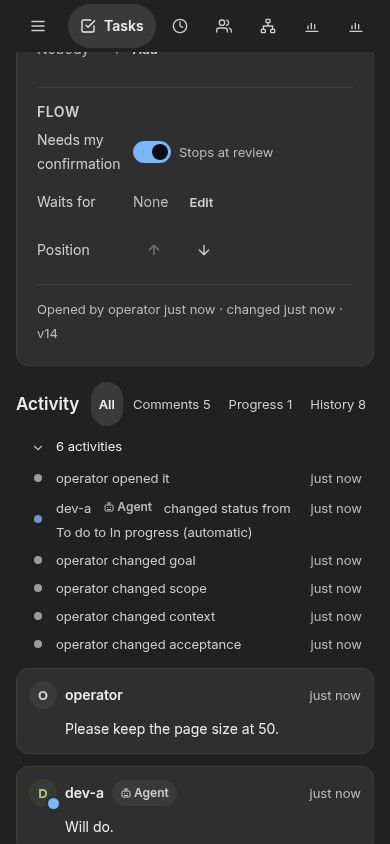 Tasks
FLOW
Needs my
confirmation
Stops at review
Waits for
None
Edit
Position
Opened by operator just now · changed just now ·
v14
Activity
All
Comments 5
Progress 1
History 8
6 activities
operator opened it
just now
dev-a Agent changed status from
just now
To do to In progress (automatic)
operator changed goal
just now
operator changed scope
just now
operator changed context
just now
operator changed acceptance
just now
O
operator
just now
Please keep the page size at 50.
D
dev-a
Agent
just now
Will do.